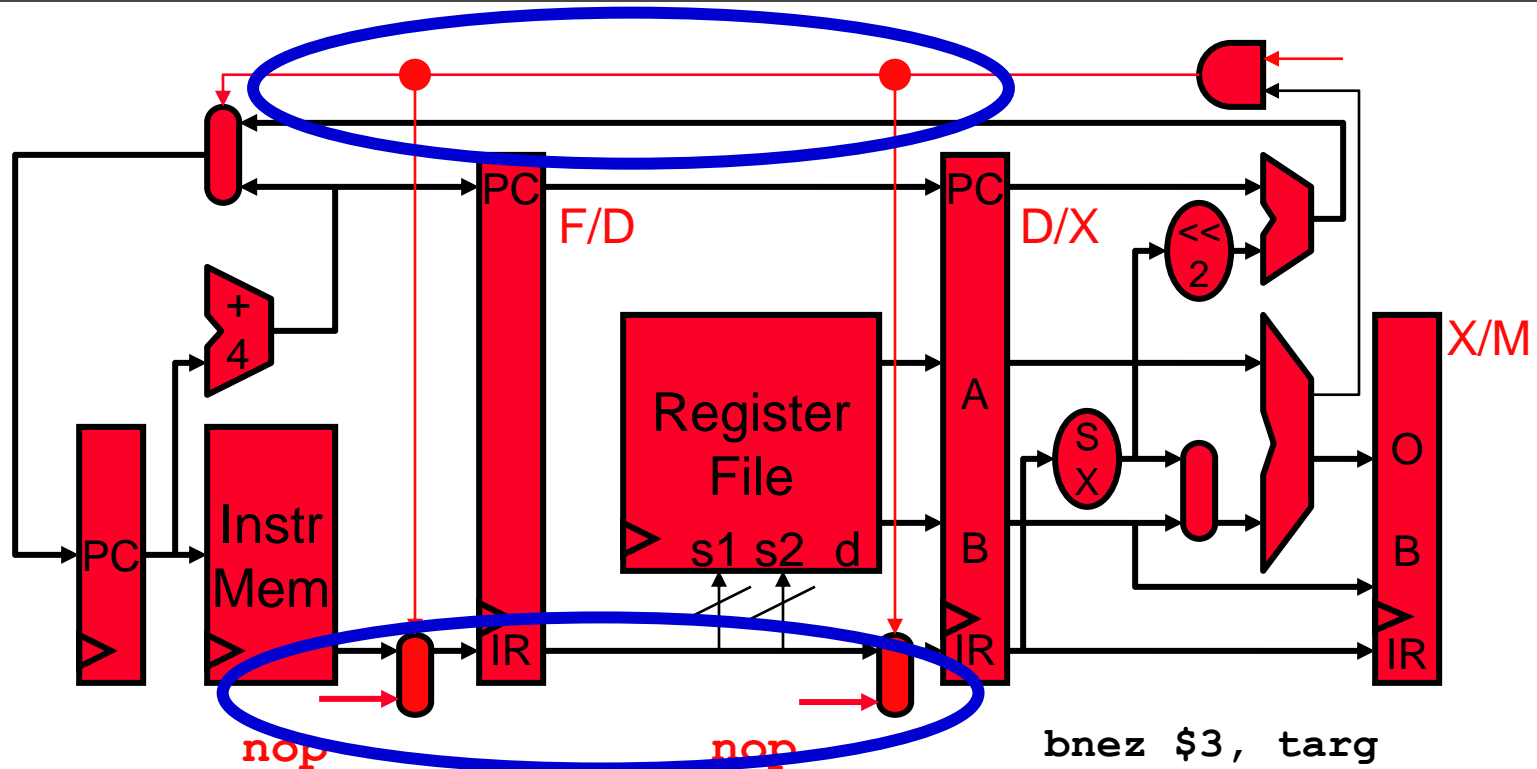 PC
PC
F/D
D/X
<<
2
+
4
X/M
Register
File
A
S
X
O
Instr
Mem
PC
s1 s2 d
B
B
IR
IR
IR
nop
nop
bnez $3, targ